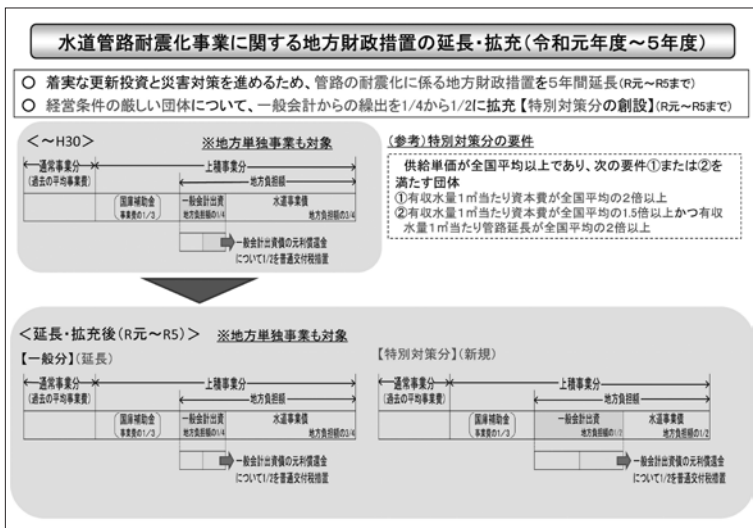 水道管路耐震化事業に関する地方財政措置の延長・拡充(令和元年度～5年度)
○ 着実な更新投資と災害対策を進めるため、管路の耐震化に係る地方財政措置を5年間延長(R元～R5まで)
○ 経営条件の厳しい団体について、一般会計からの繰出を1/4から1/2に拡充【特別対策分の創設】(R元～R5まで)
＜～H30＞ ※地方単独事業も対象
通常事業分 上積事業分
(過去の平均事業費) 地方負担額
国庫補助金 一般会計出資 水道事業債
事業費の1/3 地方負担額の1/4 地方負担額の3/4
一般会計出資債の元利償還金
について1/2を普通交付税措置
(参考)特別対策分の要件
供給単価が全国平均以上であり、次の要件①または②を
満たす団体
①有収水量1㎥当たり資本費が全国平均の2倍以上
②有収水量1㎥当たり資本費が全国平均の1.5倍以上かつ有収
水量1㎥当たり管路延長が全国平均の2倍以上
＜延長・拡充後(R元～R5)＞ ※地方単独事業も対象
【一般分】(延長)
通常事業分 上積事業分
(過去の平均事業費) 地方負担額
国庫補助金 一般会計出資 水道事業債
事業費の1/3 地方負担額の1/4 地方負担額の3/4
一般会計出資債の元利償還金
について1/2を普通交付税措置
【特別対策分】(新規)
通常事業分 上積事業分
(過去の平均事業費) 地方負担額
国庫補助金 一般会計出資 水道事業債
事業費の1/3 地方負担額の1/2 地方負担額の1/2
一般会計出資債の元利償還金
について1/2を普通交付税措置